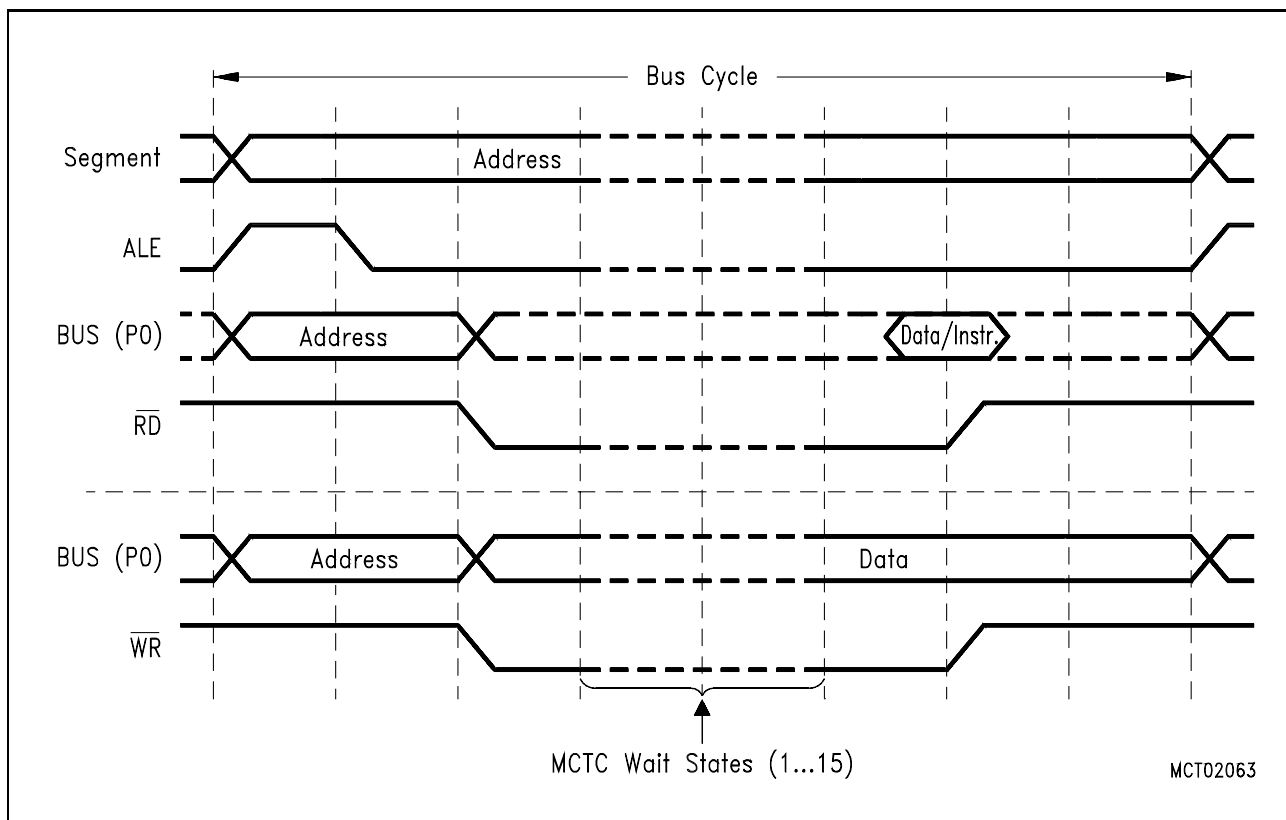 Bus Cycle
Segment
Address
ALE
BUS (P0)
Address
Data/Instr.
RD
BUS (P0)
Address
Data
WR
MCTC Wait States (1...15)
MCT02063